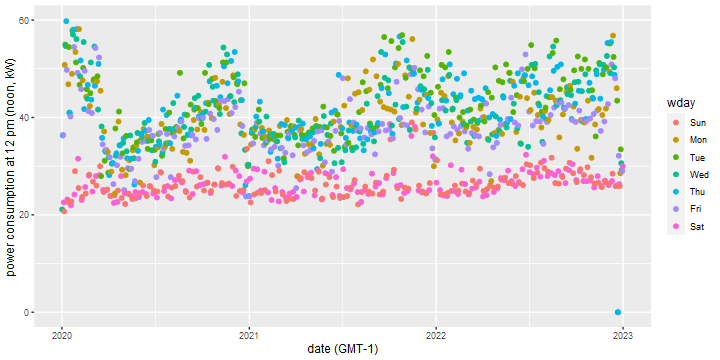 power consumption at 12 pm (noon, kW)
60
40
20
0
2020
2021
2022
2023
date (GMT-1)
wday
Sun
Mon
Tue
Wed
Thu
Fri
Sat